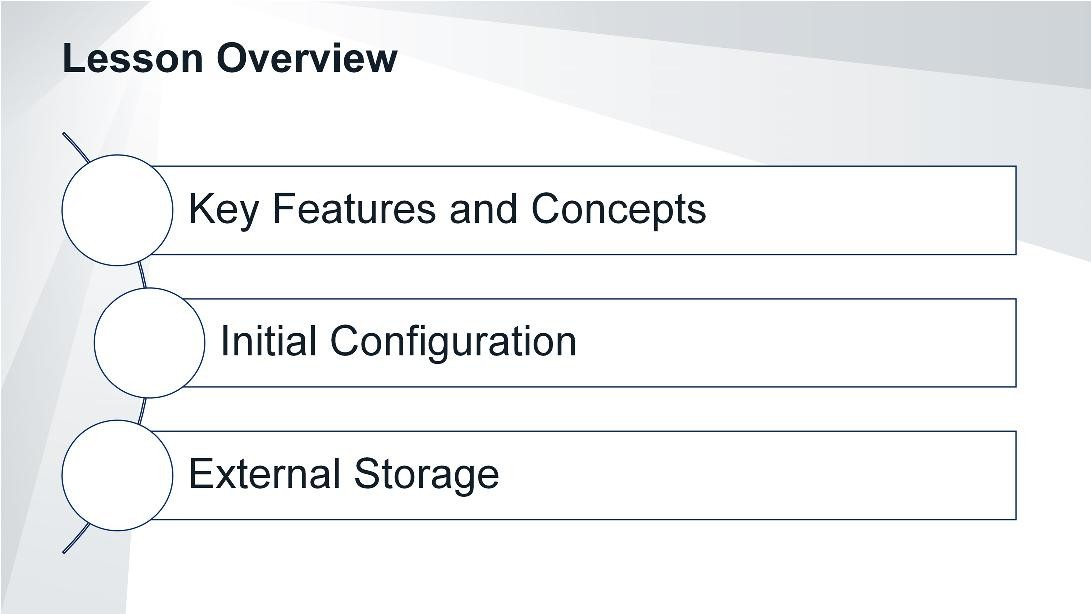 Lesson Overview
Key Features and Concepts
Initial Configuration
External Storage